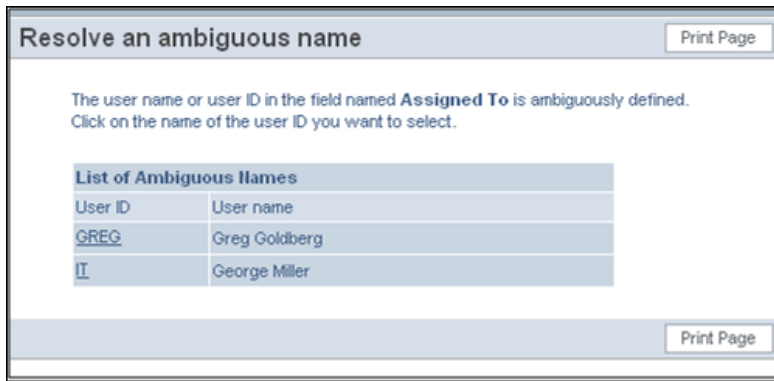 Resolve an ambiguous name
Print Page
The user name or user ID in the field named Assigned To is ambiguously defined.
Click on the name of the user ID you want to select.
List of Ambiguous Names
User ID User name
GREG Greg Goldberg
IT George Miller
Print Page